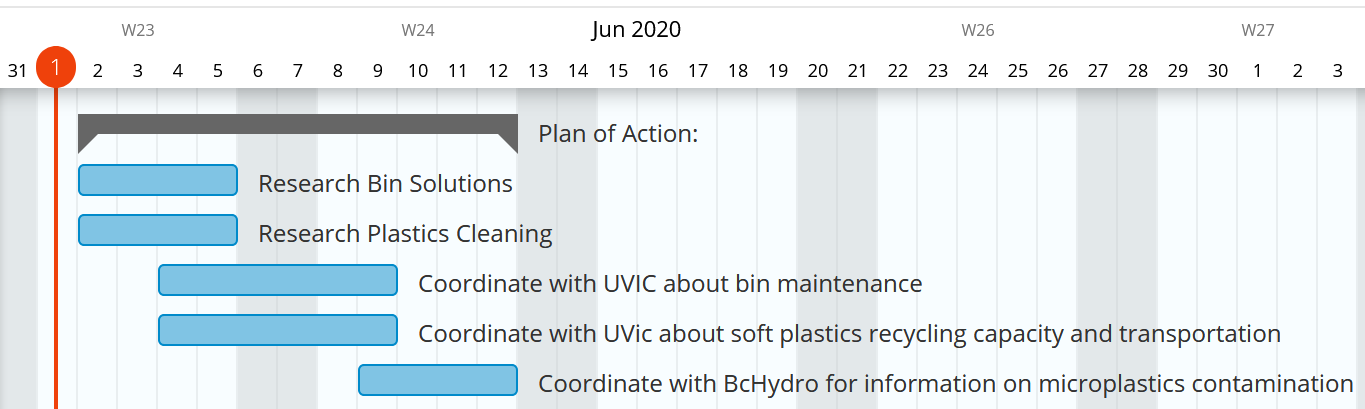 W23 W24 Jun 2020 W26 W27
31 1 2 3 4 5 6 7 8 9 10 11 12 13 14 15 16 17 18 19 20 21 22 23 24 25 26 27 28 29 30 1 2 3
Plan of Action:
Research Bin Solutions
Research Plastics Cleaning
Coordinate with UVIC about bin maintenance
Coordinate with UVic about soft plastics recycling capacity and transportation
Coordinate with BcHydro for information on microplastics contamination